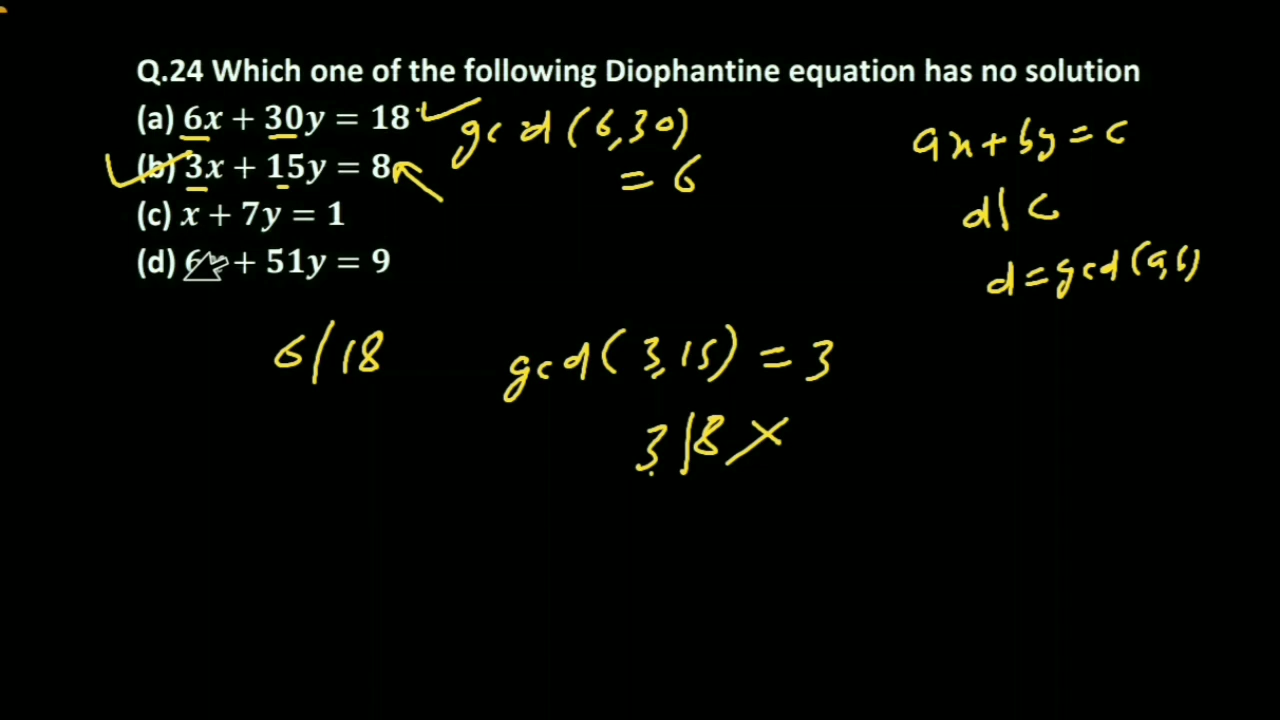 Q.24 Which one of the following Diophantine equation has no solution
(a) 6x + 30y = 18
(b) 3x + 15y = 8
(c) x + 7y = 1
(d) 6 + 51y = 9
gcd (6,30)
= 6
ax + by = c
d | c
d = gcd (a, b)
6/18
gcd (3,15) = 3
3 | 8 ×